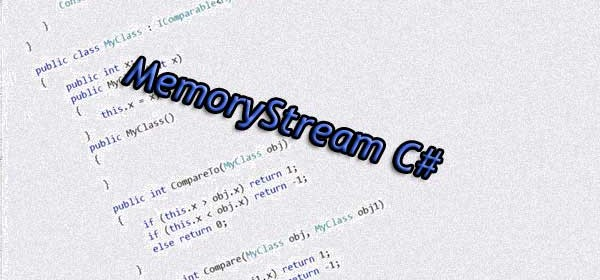 }
}
public class MyClass : IComparable
{ public int x;
public
{ this.x = x
}
public MyClass()
{
}
public int CompareTo(MyClass obj)
{ if (this.x > obj.x) return 1;
if (this.x < obj.x) return -1;
else return 0;
}
int Compare(MyClass obj, MyClass obj1)
return 1;
return -1;
MemoryStream C#